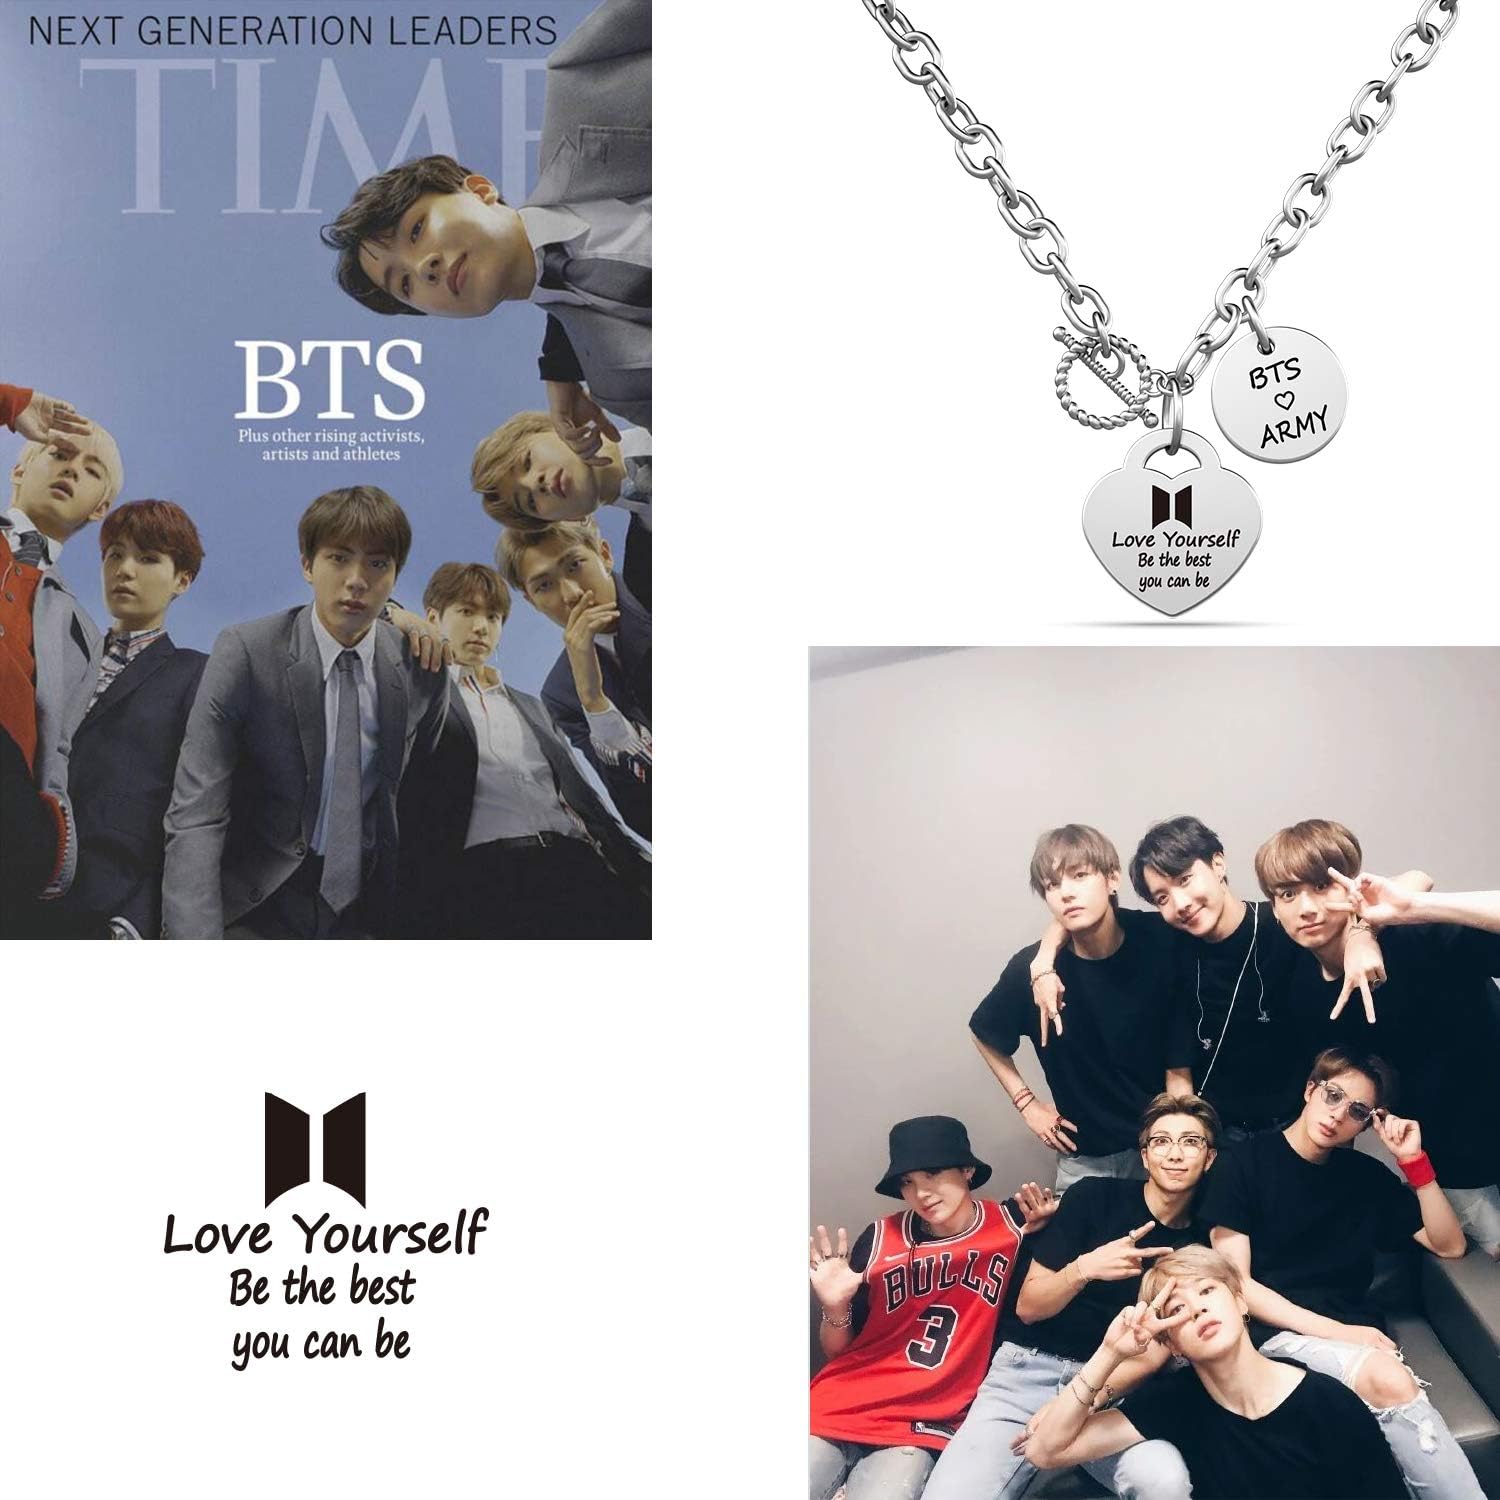 NEXT GENERATION LEADERS
TIME
BTS
Plus other rising activists,
artists and athletes
BTS
♡
ARMY
Love Yourself
Be the best
you can be
Love Yourself
Be the best
you can be
BULLS
3